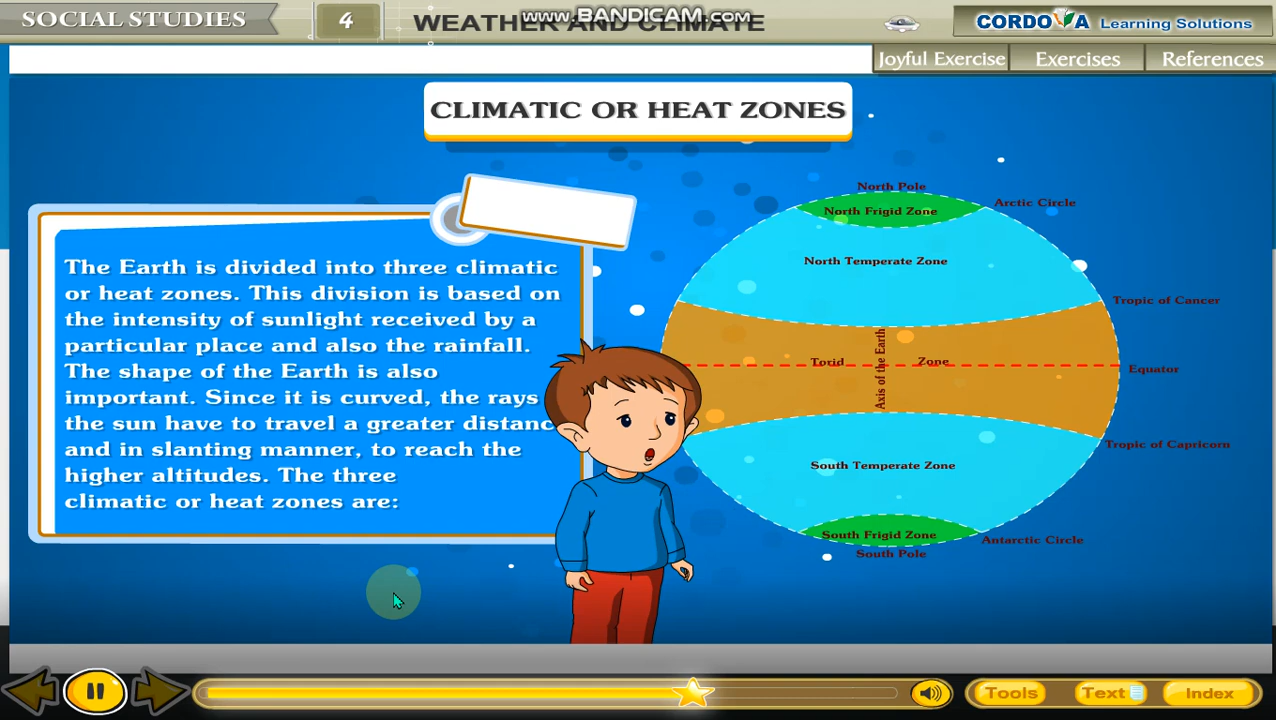 SOCIAL STUDIES
4
WEATHER AND CLIMATE
www.BANDICAM.com
CORDOVA Learning Solutions
Joyful Exercise
Exercises
References
CLIMATIC OR HEAT ZONES
The Earth is divided into three climatic
or heat zones. This division is based on
the intensity of sunlight received by a
particular place and also the rainfall.
The shape of the Earth is also
important. Since it is curved, the rays
the sun have to travel a greater distanc
and in slanting manner, to reach the
higher altitudes. The three
climatic or heat zones are:
North Pole
Arctic Circle
North Frigid Zone
North Temperate Zone
Tropic of Cancer
Torid Zone
Axis of the Earth
Equator
Tropic of Capricorn
South Temperate Zone
South Frigid Zone
Antarctic Circle
South Pole
Tools
Text
Index